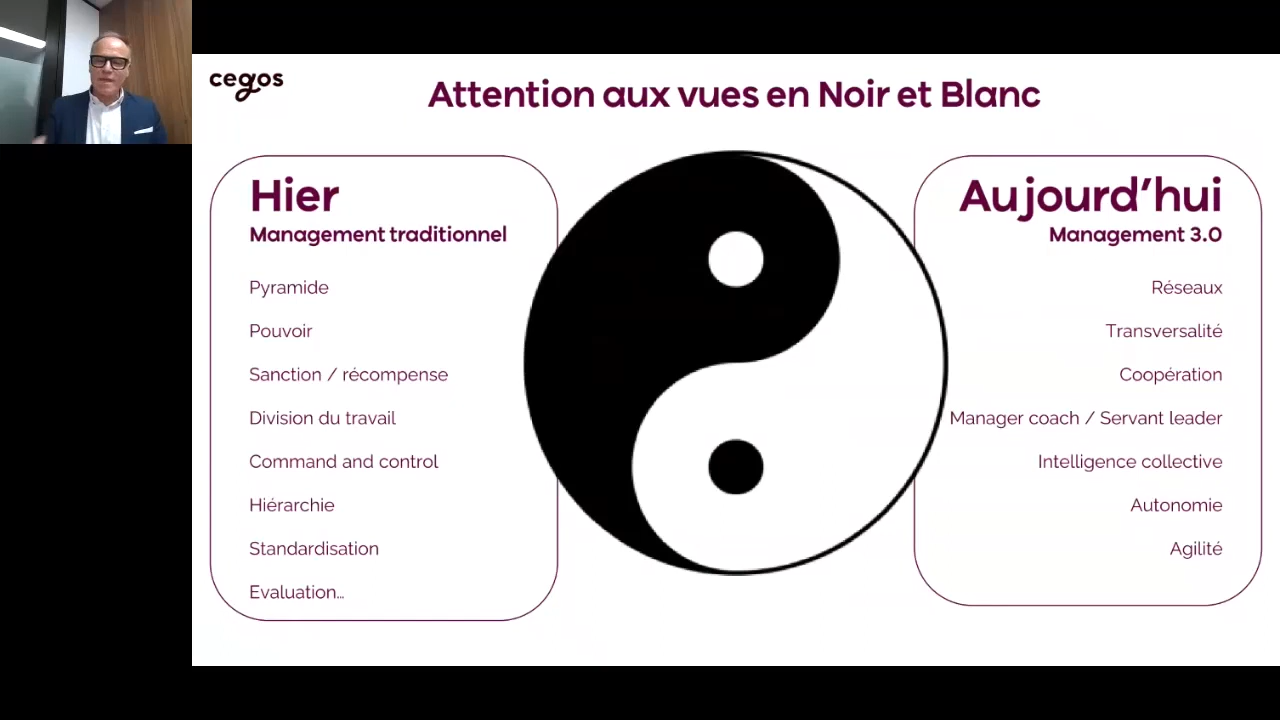 cegos
Attention aux vues en Noir et Blanc
Hier
Management traditionnel
Pyramide
Pouvoir
Sanction / récompense
Division du travail
Command and control
Hiérarchie
Standardisation
Evaluation…
Aujourd’hui
Management 3.0
Réseaux
Transversalité
Coopération
Manager coach / Servant leader
Intelligence collective
Autonomie
Agilité